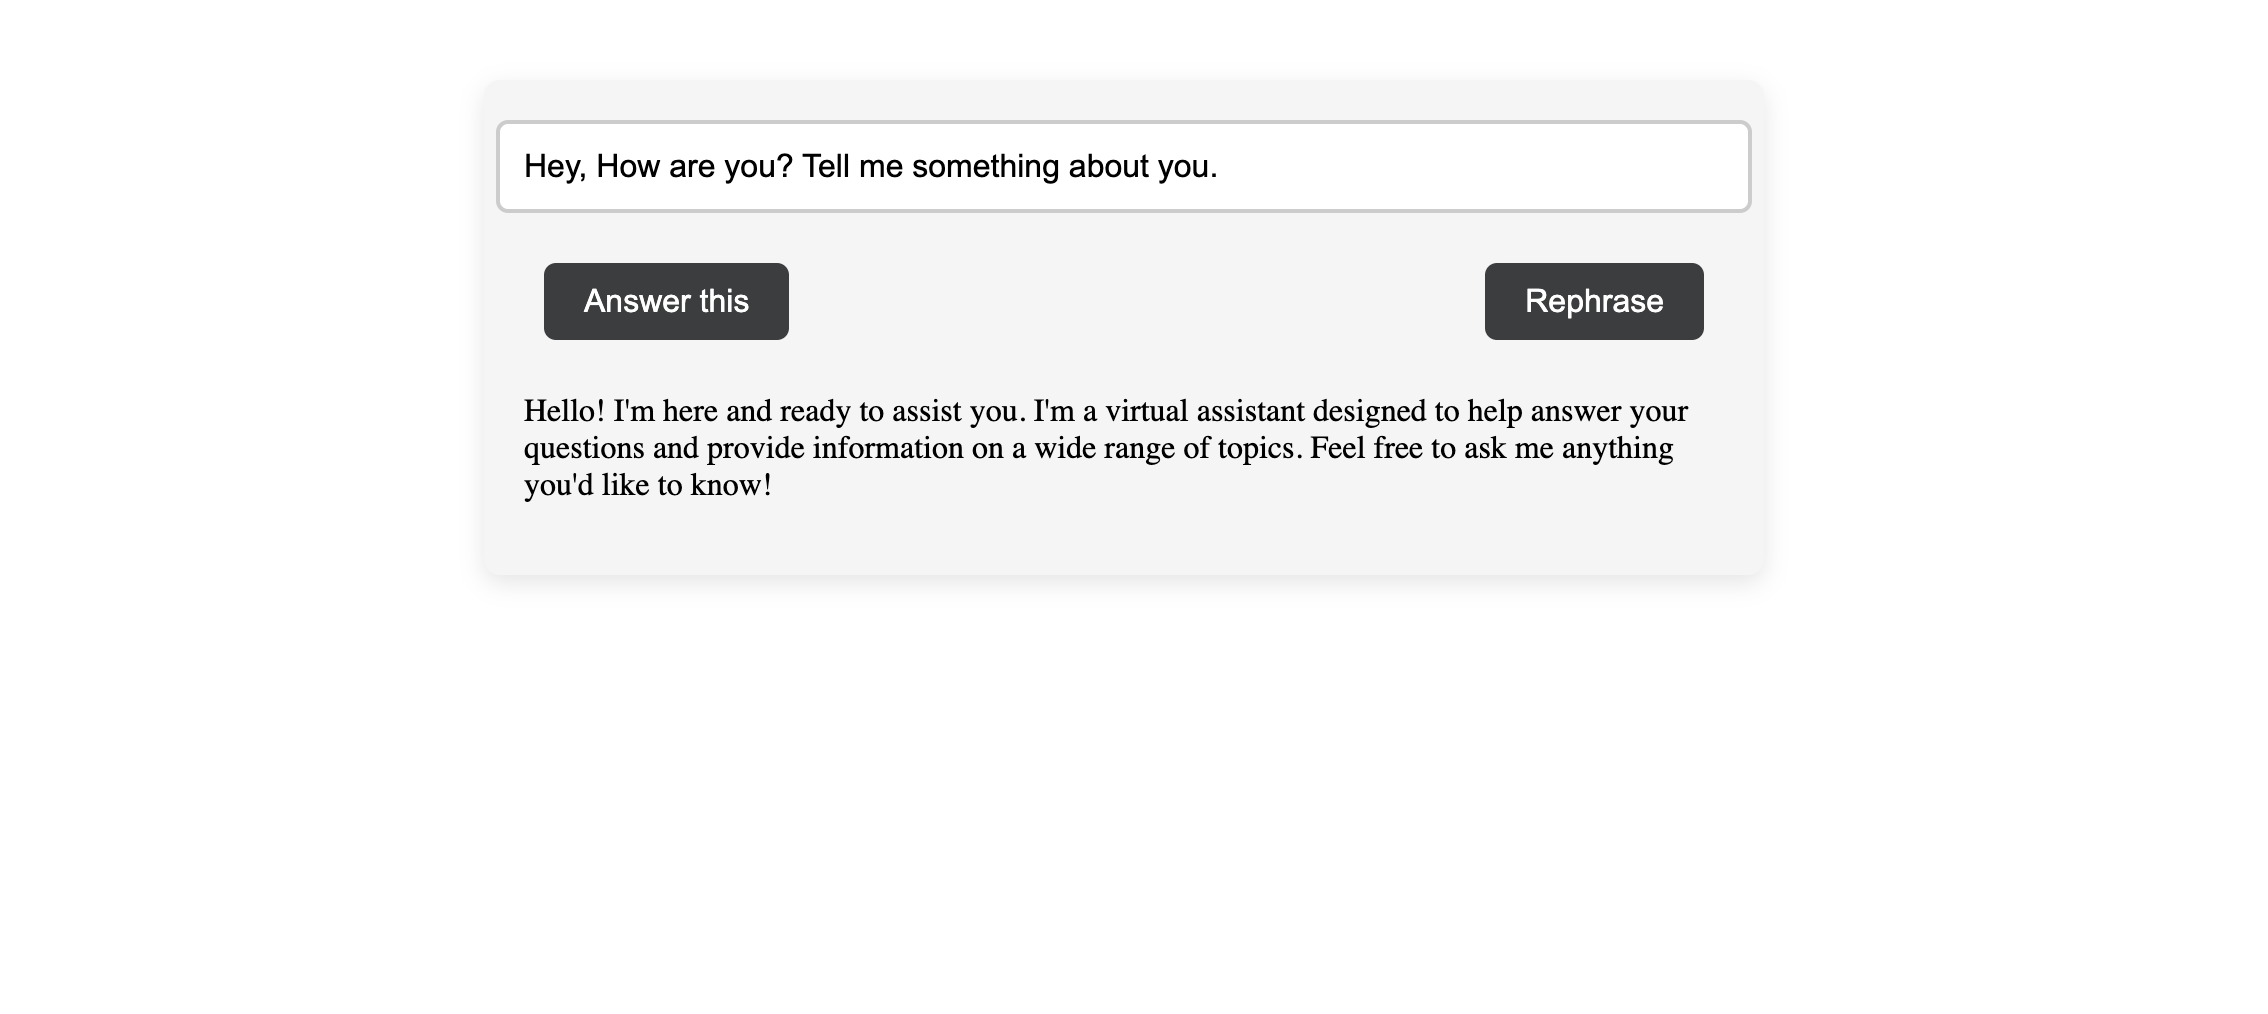 Hey, How are you? Tell me something about you.
Answer this
Rephrase
Hello! I'm here and ready to assist you. I'm a virtual assistant designed to help answer your
questions and provide information on a wide range of topics. Feel free to ask me anything
you'd like to know!